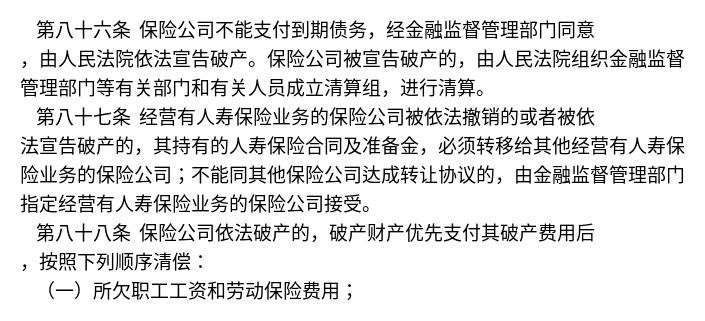 第八十六条 保险公司不能支付到期债务，经金融监督管理部门同意
，由人民法院依法宣告破产。保险公司被宣告破产的，由人民法院组织金融监督
管理部门等有关部门和有关人员成立清算组，进行清算。
第八十七条 经营有人寿保险业务的保险公司被依法撤销的或者被依
法宣告破产的，其持有的人寿保险合同及准备金，必须转移给其他经营有人寿保
险业务的保险公司；不能同其他保险公司达成转让协议的，由金融监督管理部门
指定经营有人寿保险业务的保险公司接受。
第八十八条 保险公司依法破产的，破产财产优先支付其破产费用后
，按照下列顺序清偿：
（一）所欠职工工资和劳动保险费用；